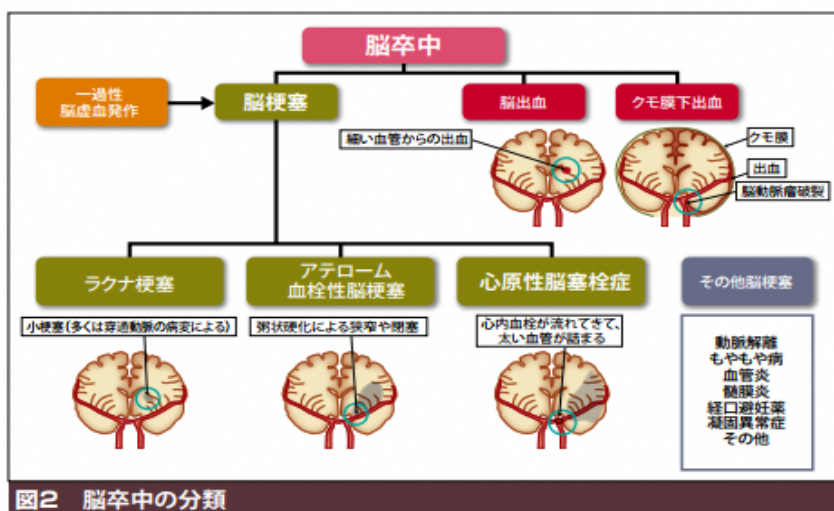 脳卒中
一過性
脳虚血発作
脳梗塞
脳出血
クモ膜下出血
細い血管からの出血
クモ膜
出血
脳動脈瘤破裂
ラクナ梗塞
アテローム
血栓性脳梗塞
心原性脳塞栓症
その他脳梗塞
小梗塞(多くは穿通動脈の病変による)
粥状硬化による狭窄や閉塞
心内血栓が流れてきて、
太い血管が詰まる
動脈解離
もやもや病
血管炎
髄膜炎
経口避妊薬
凝固異常症
その他
図2 脳卒中の分類